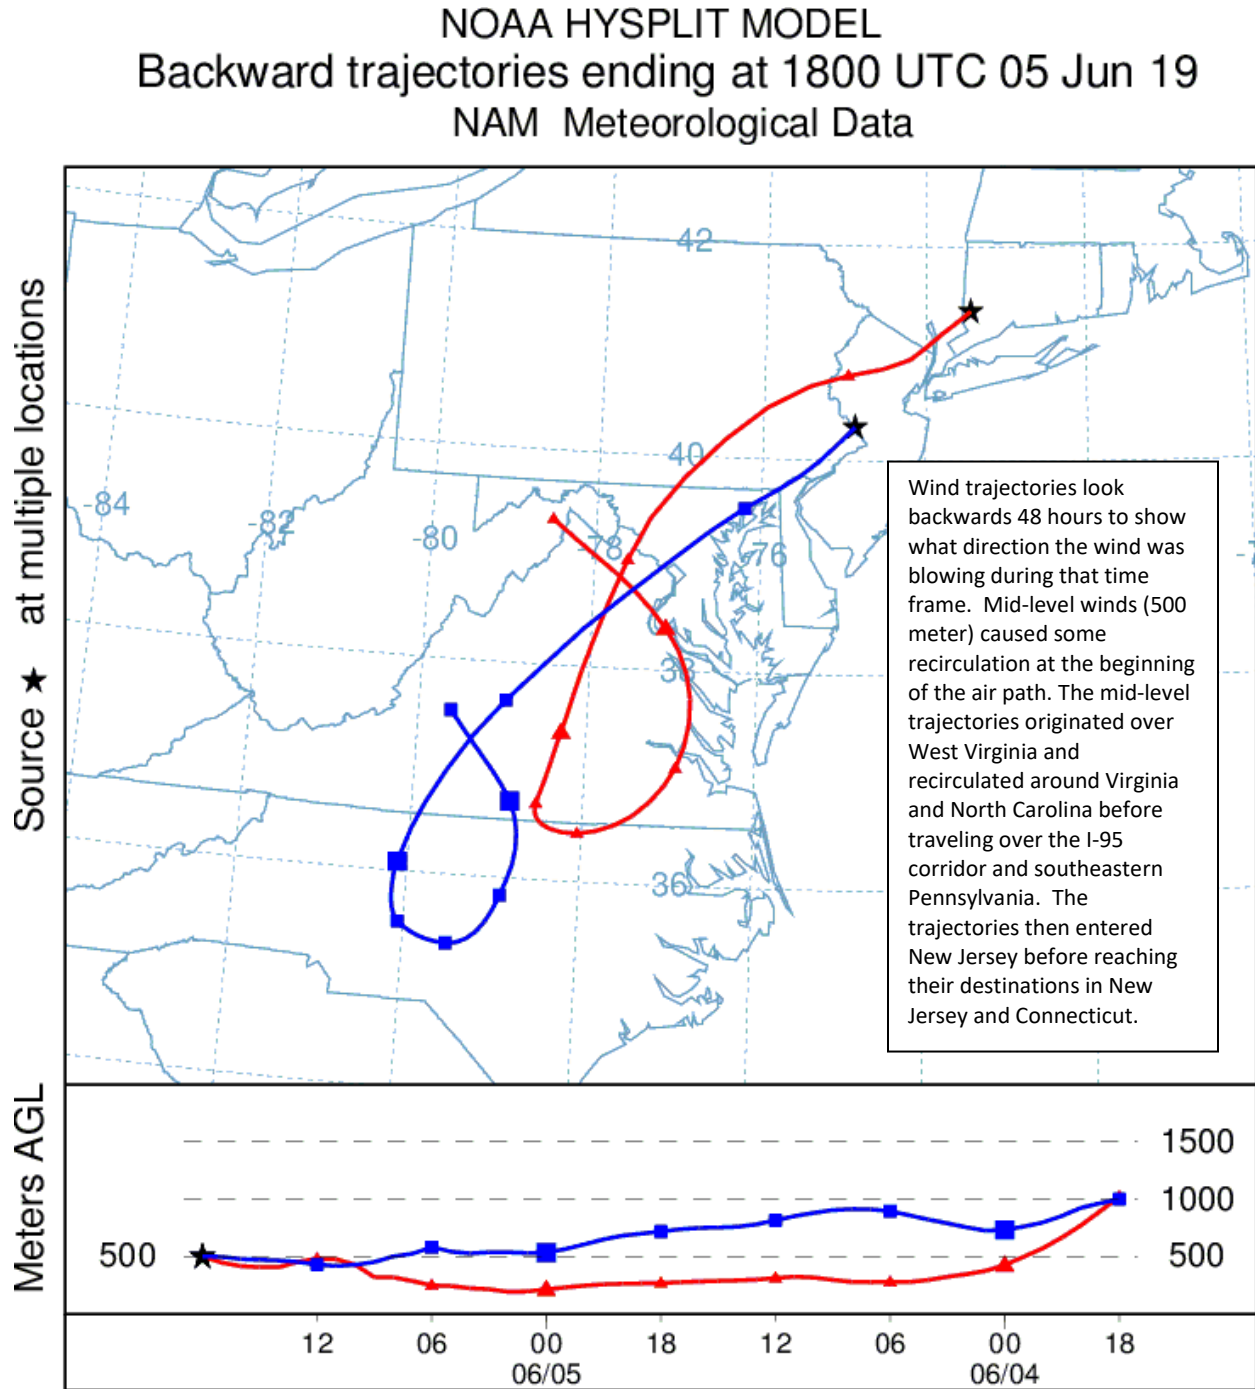 NOAA HYSPLIT MODEL
Backward trajectories ending at 1800 UTC 05 Jun 19
NAM Meteorological Data
Source ★ at multiple locations
42
40
-84
-82
-80
-78
-76
38
36
Wind trajectories look
backwards 48 hours to show
what direction the wind was
blowing during that time
frame. Mid-level winds (500
meter) caused some
recirculation at the beginning
of the air path. The mid-level
trajectories originated over
West Virginia and
recirculated around Virginia
and North Carolina before
traveling over the I-95
corridor and southeastern
Pennsylvania. The
trajectories then entered
New Jersey before reaching
their destinations in New
Jersey and Connecticut.
Meters AGL
1500
1000
500 500
12 06 00 18 12 06 00 18
06/05 06/04